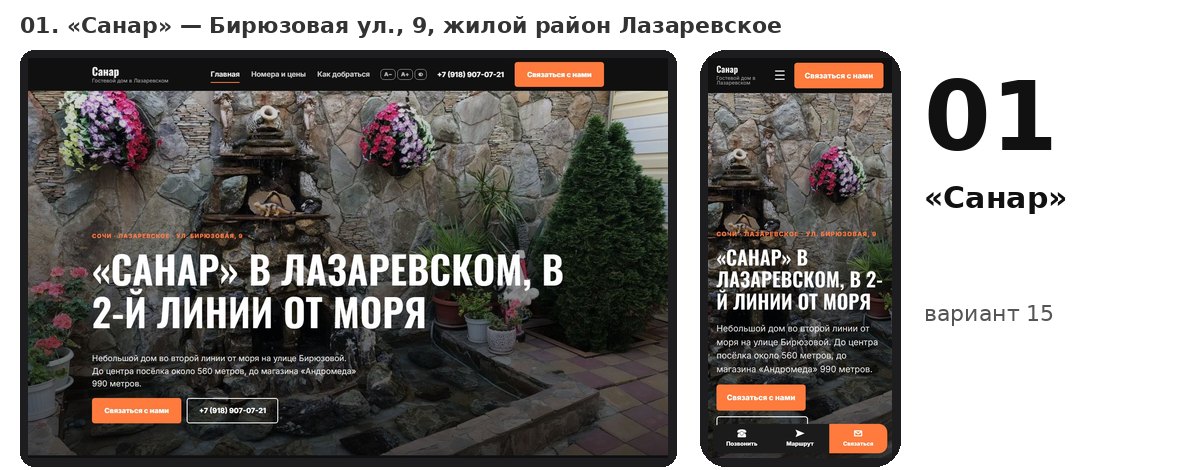 01. «Санар» — Бирюзовая ул., 9, жилой район Лазаревское
Санар
Гостевой дом в Лазаревском
Главная
Номера и цены
Как добраться
A−
A+
+7 (918) 907-07-21
Связаться с нами
СОЧИ · ЛАЗАРЕВСКОЕ · УЛ. БИРЮЗОВАЯ, 9
«САНАР» В ЛАЗАРЕВСКОМ, В
2-Й ЛИНИИ ОТ МОРЯ
Небольшой дом во второй линии от моря на улице Бирюзовой.
До центра посёлка около 560 метров, до магазина «Андромеда»
990 метров.
Связаться с нами
+7 (918) 907-07-21
Санар
Гостевой дом в
Лазаревском
Связаться с нами
СОЧИ · ЛАЗАРЕВСКОЕ · УЛ. БИРЮЗОВАЯ, 9
«САНАР» В
ЛАЗАРЕВСКОМ, В 2-
Й ЛИНИИ ОТ МОРЯ
Небольшой дом во второй линии от
моря на улице Бирюзовой. До центра
посёлка около 560 метров, до
магазина «Андромеда» 990 метров.
Связаться с нами
Позвонить
Маршрут
Связаться
01
«Санар»
вариант 15